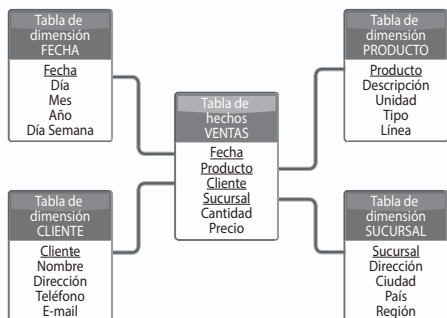 Tabla de
dimensión
FECHA
Fecha
Día
Mes
Año
Día Semana
Tabla de
dimensión
PRODUCTO
Producto
Descripción
Unidad
Tipo
Línea
Tabla de
hechos
VENTAS
Fecha
Producto
Cliente
Sucursal
Cantidad
Precio
Tabla de
dimensión
CLIENTE
Cliente
Nombre
Dirección
Teléfono
E-mail
Tabla de
dimensión
SUCURSAL
Sucursal
Dirección
Ciudad
País
Región